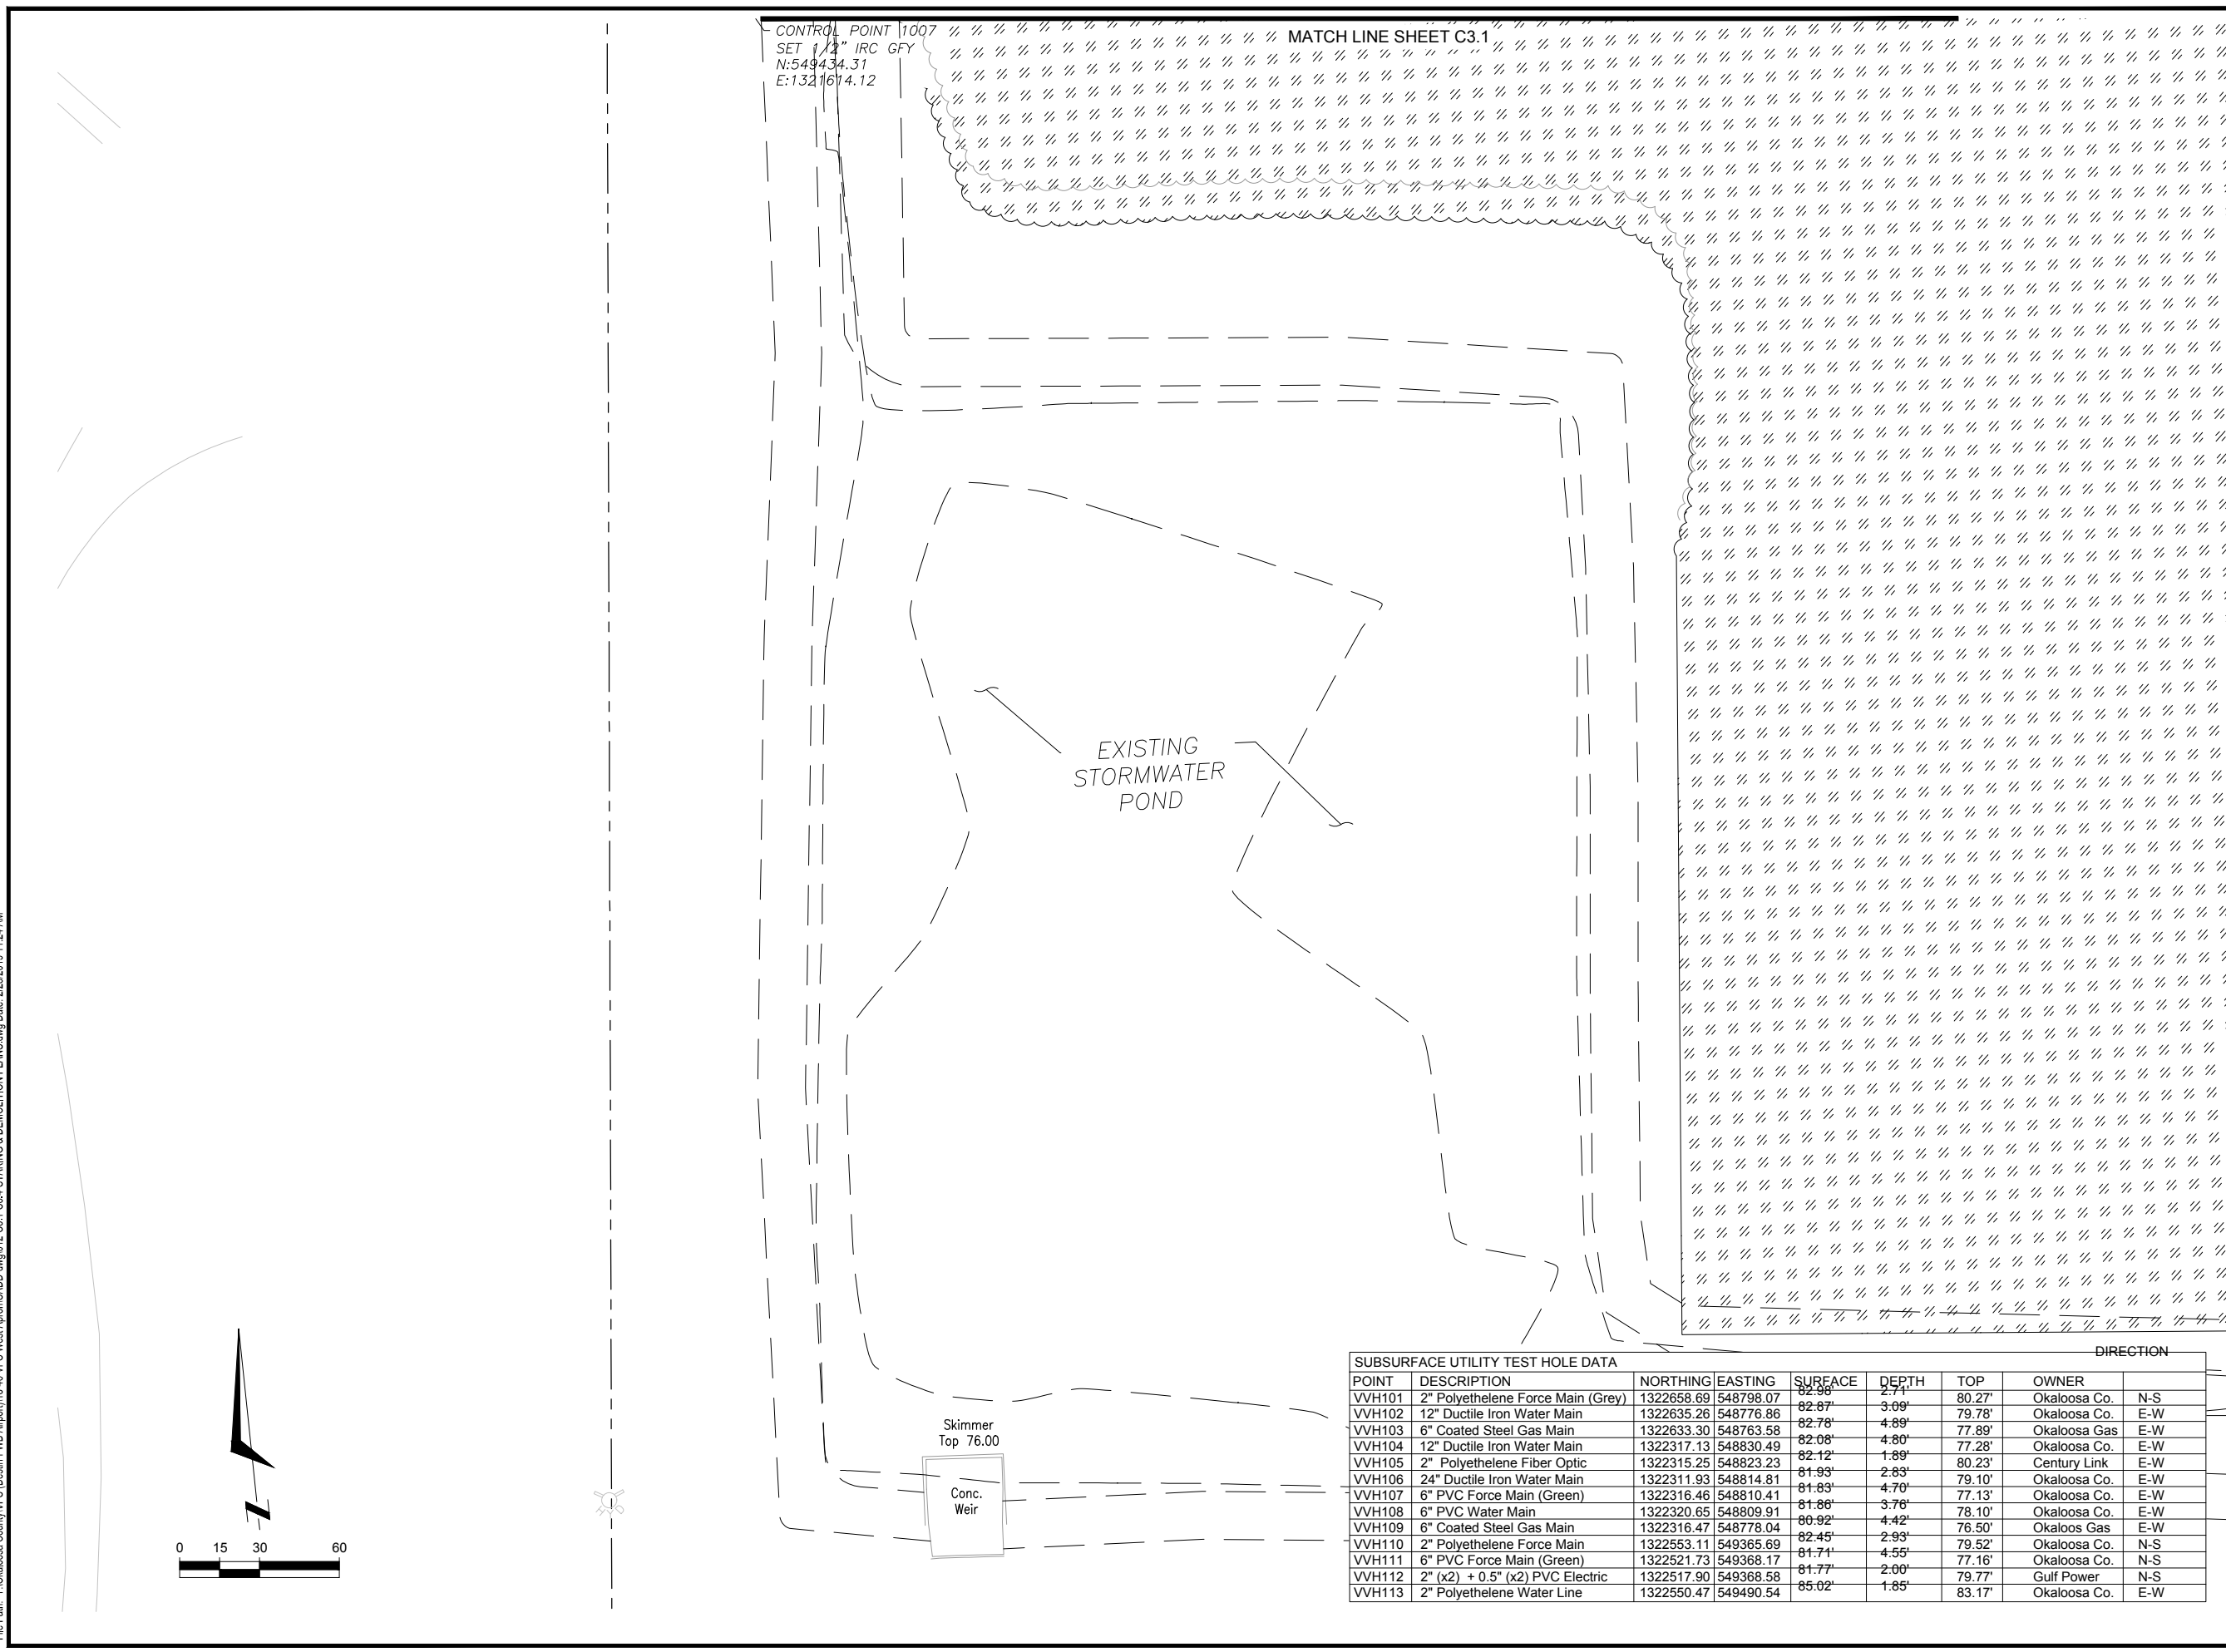 CONTROL POINT 1007
SET 1/2" IRC GFY
N:549434.31
E:1321614.12
MATCH LINE SHEET C3.1
EXISTING
STORMWATER
POND
Skimmer
Top 76.00
Conc.
Weir
N
0 15 30 60
DIRECTION
SUBSURFACE UTILITY TEST HOLE DATA
POINT DESCRIPTION NORTHING EASTING SURFACE DEPTH TOP OWNER
VVH101 2" Polyethelene Force Main (Grey) 1322658.69 548798.07 82.98' 2.71' 80.27' Okaloosa Co. N-S
VVH102 12" Ductile Iron Water Main 1322635.26 548776.86 82.87' 3.09' 79.78' Okaloosa Co. E-W
VVH103 6" Coated Steel Gas Main 1322633.30 548763.58 82.78' 4.89' 77.89' Okaloosa Gas E-W
VVH104 12" Ductile Iron Water Main 1322317.13 548830.49 82.08' 4.80' 77.28' Okaloosa Co. E-W
VVH105 2" Polyethelene Fiber Optic 1322315.25 548823.23 82.12' 1.89' 80.23' Century Link E-W
VVH106 24" Ductile Iron Water Main 1322311.93 548814.81 81.93' 2.83' 79.10' Okaloosa Co. E-W
VVH107 6" PVC Force Main (Green) 1322316.46 548810.41 81.83' 4.70' 77.13' Okaloosa Co. E-W
VVH108 6" PVC Water Main 1322320.65 548809.91 81.86' 3.76' 78.10' Okaloosa Co. E-W
VVH109 6" Coated Steel Gas Main 1322316.47 548778.04 80.92' 4.42' 76.50' Okaloos Gas E-W
VVH110 2" Polyethelene Force Main 1322553.11 549365.69 82.45' 2.93' 79.52' Okaloosa Co. N-S
VVH111 6" PVC Force Main (Green) 1322521.73 549368.17 81.71' 4.55' 77.16' Okaloosa Co. N-S
VVH112 2" (x2) + 0.5" (x2) PVC Electric 1322517.90 549368.58 81.77' 2.00' 79.77' Gulf Power N-S
VVH113 2" Polyethelene Water Line 1322550.47 549490.54 85.02' 1.85' 83.17' Okaloosa Co. E-W